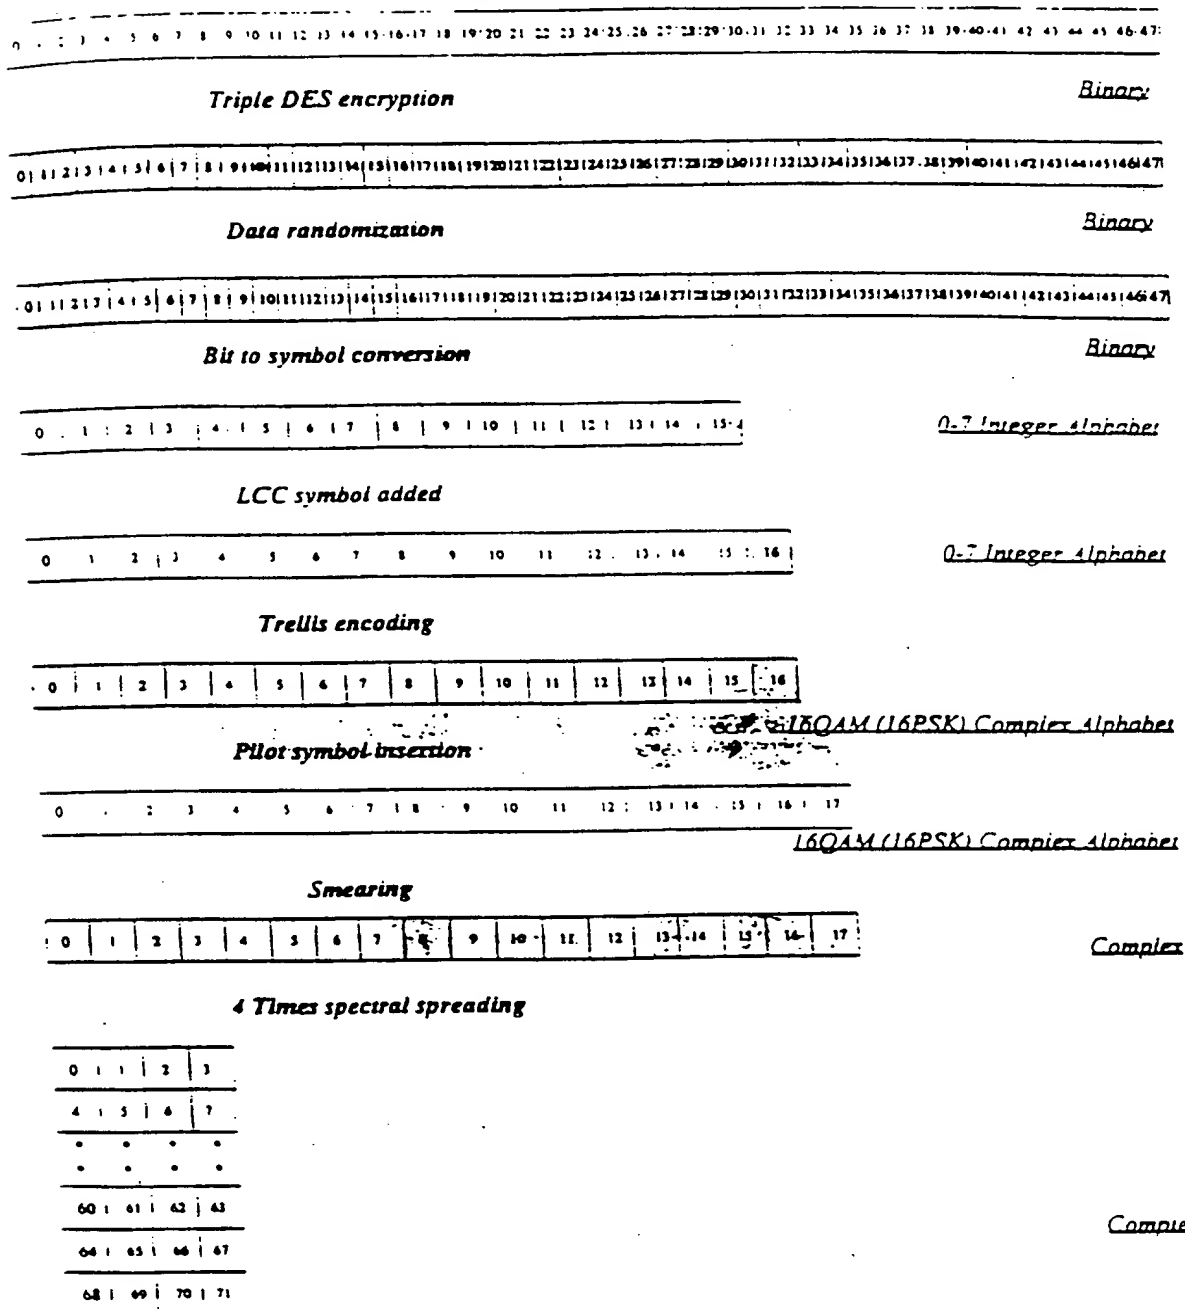 0 1 2 3 4 5 6 7 8 9 10 11 12 13 14 15 16 17 18 19 20 21 22 23 24 25 26 27 28 29 30 31 32 33 34 35 36 37 38 39 40 41 42 43 44 45 46 47
Triple DES encryption Binary
0 1 2 3 4 5 6 7 8 9 10 11 12 13 14 15 16 17 18 19 20 21 22 23 24 25 26 27 28 29 30 31 32 33 34 35 36 37 38 39 40 41 42 43 44 45 46 47
Data randomization Binary
0 1 2 3 4 5 6 7 8 9 10 11 12 13 14 15 16 17 18 19 20 21 22 23 24 25 26 27 28 29 30 31 32 33 34 35 36 37 38 39 40 41 42 43 44 45 46 47
Bit to symbol conversion Binary
0 1 2 3 4 5 6 7 8 9 10 11 12 13 14 15
0-7 Integer Alphabet
LCC symbol added
0 1 2 3 4 5 6 7 8 9 10 11 12 13 14 15 16
0-7 Integer Alphabet
Trellis encoding
0 1 2 3 4 5 6 7 8 9 10 11 12 13 14 15 16
16QAM (16PSK) Complex Alphabet
Pilot symbol insertion
0 2 3 4 5 6 7 8 9 10 11 12 13 14 15 16 17
16QAM (16PSK) Complex Alphabet
Smearing
0 1 2 3 4 5 6 7 8 9 10 11 12 13 14 15 16 17
Complex
4 Times spectral spreading
0 1 2 3
4 5 6 7
60 61 62 63
64 65 66 67
68 69 70 71